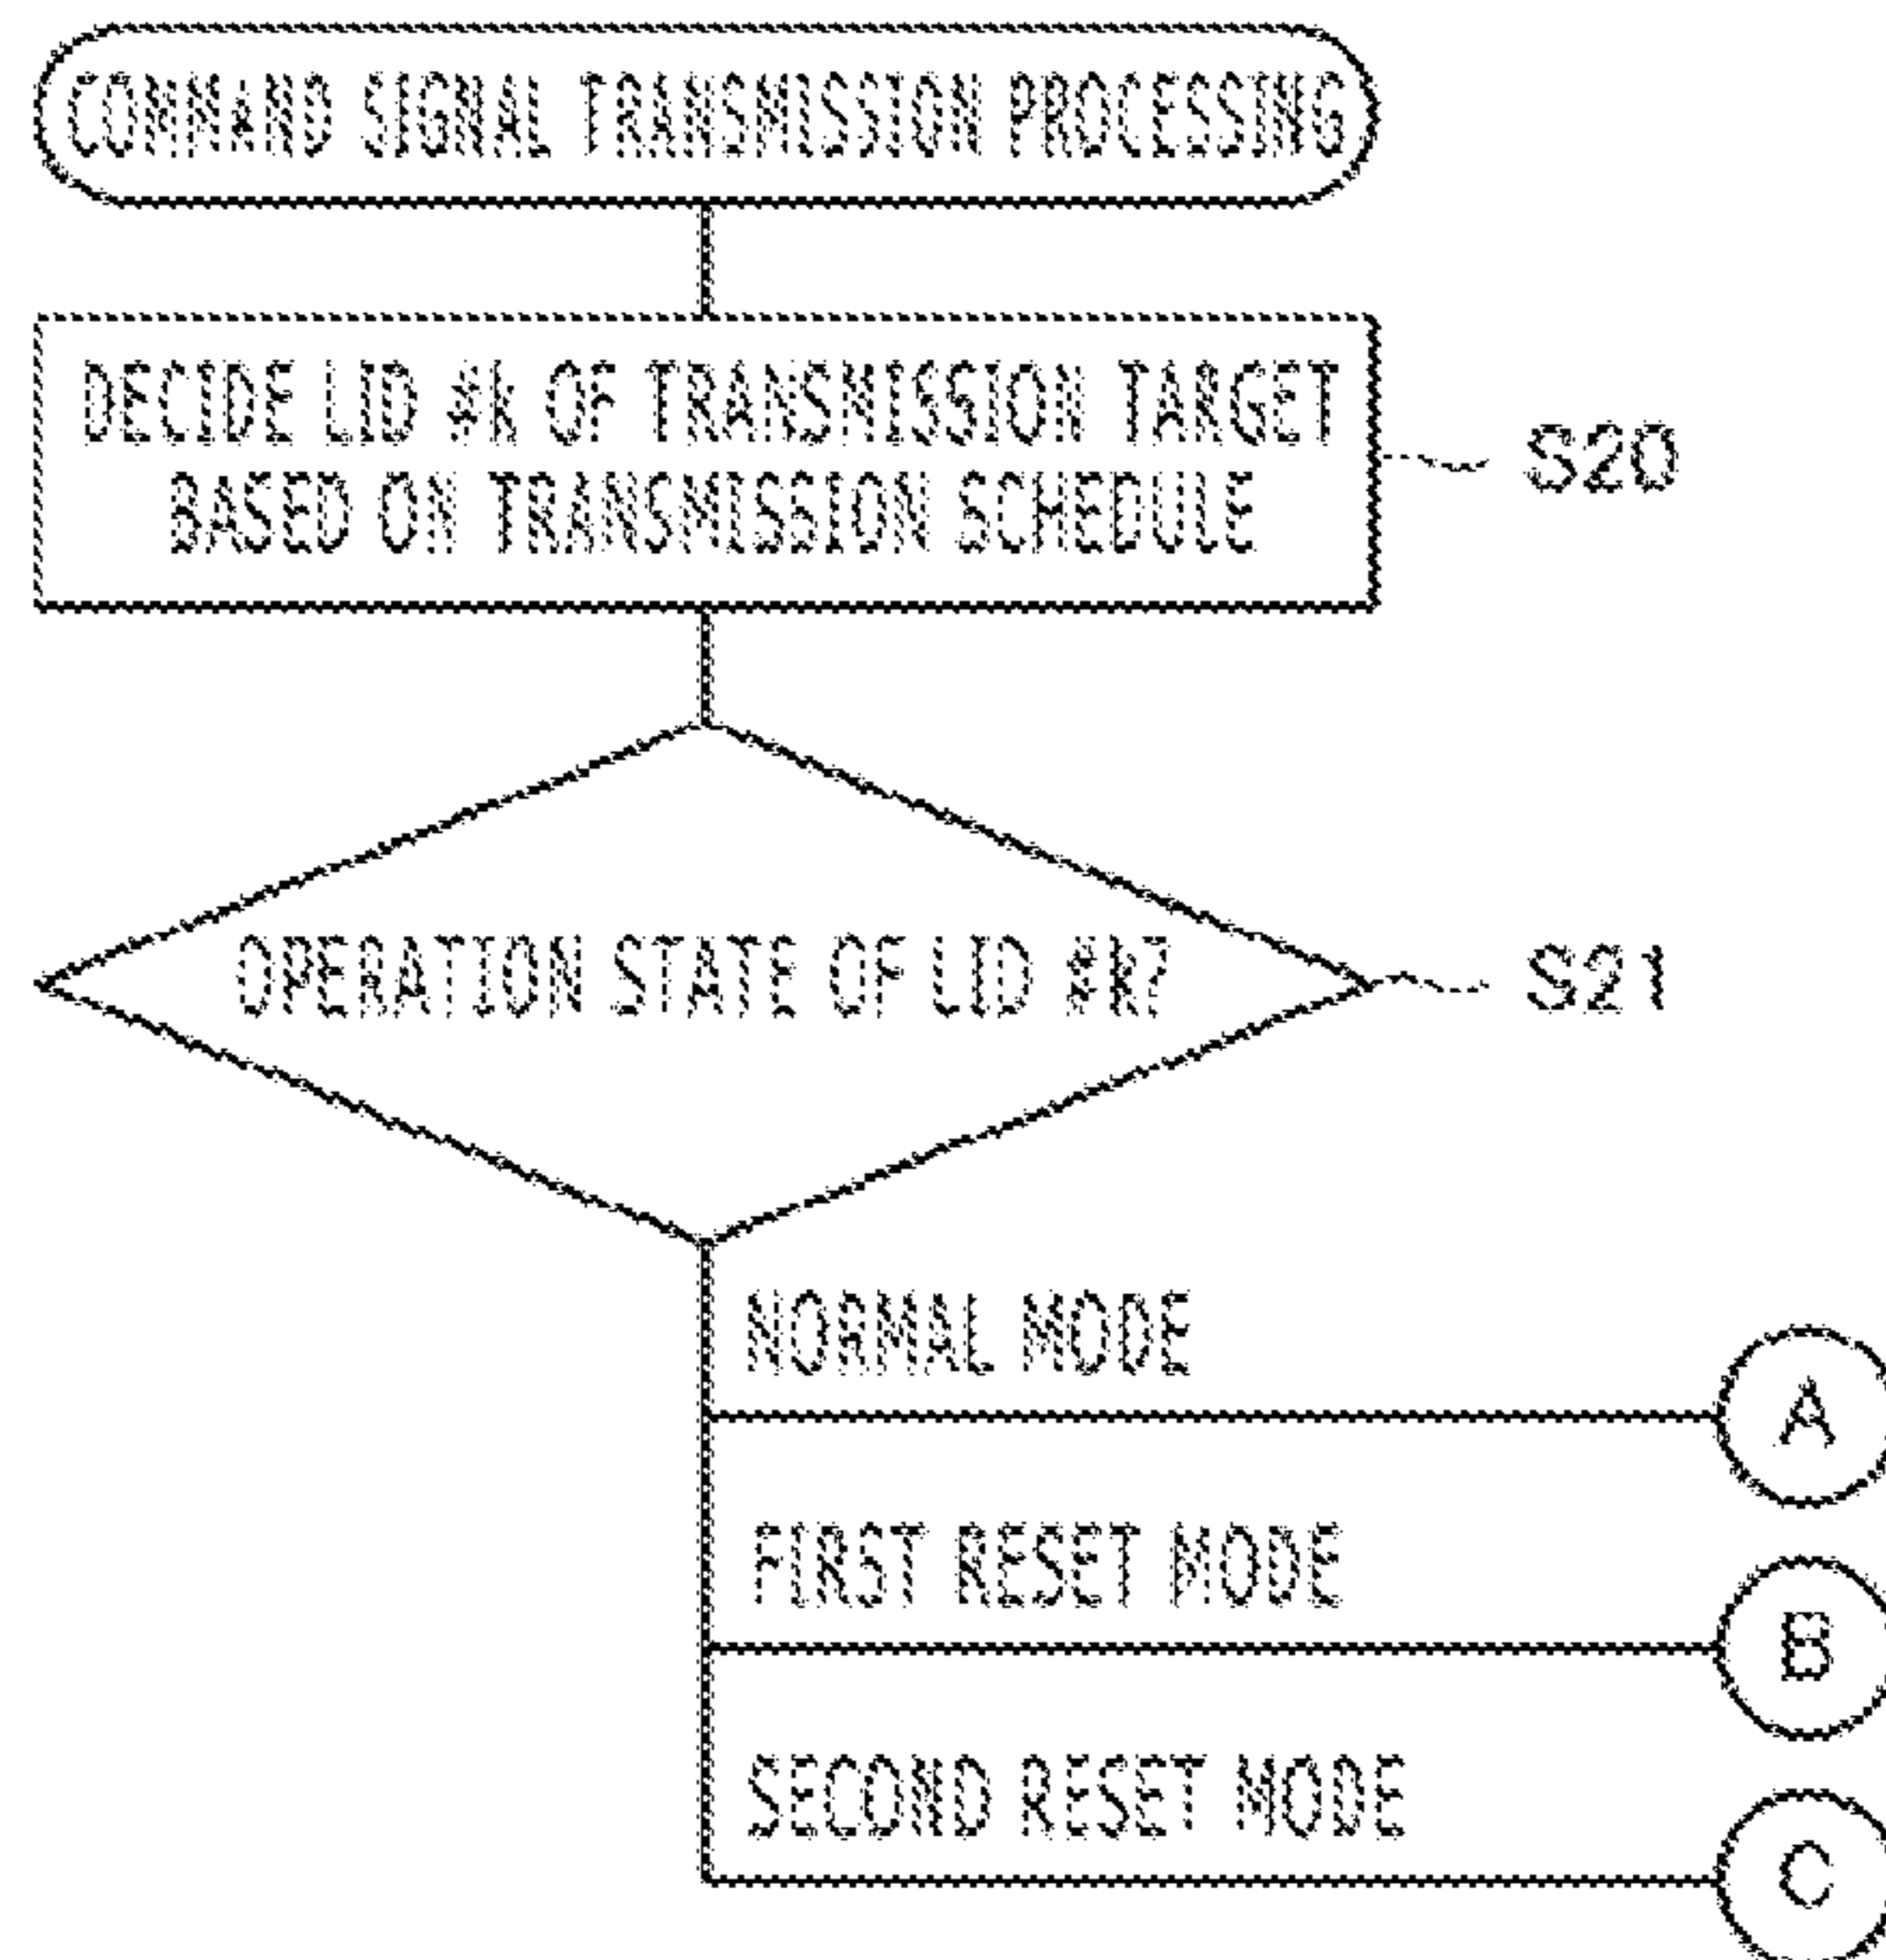 COMMAND SIGNAL TRANSMISSION PROCESSING
DECIDE LID #k OF TRANSMISSION TARGET
BASED ON TRANSMISSION SCHEDULE
S20
OPERATION STATE OF LID #k?
S21
NORMAL MODE
A
FIRST RESET MODE
B
SECOND RESET MODE
C